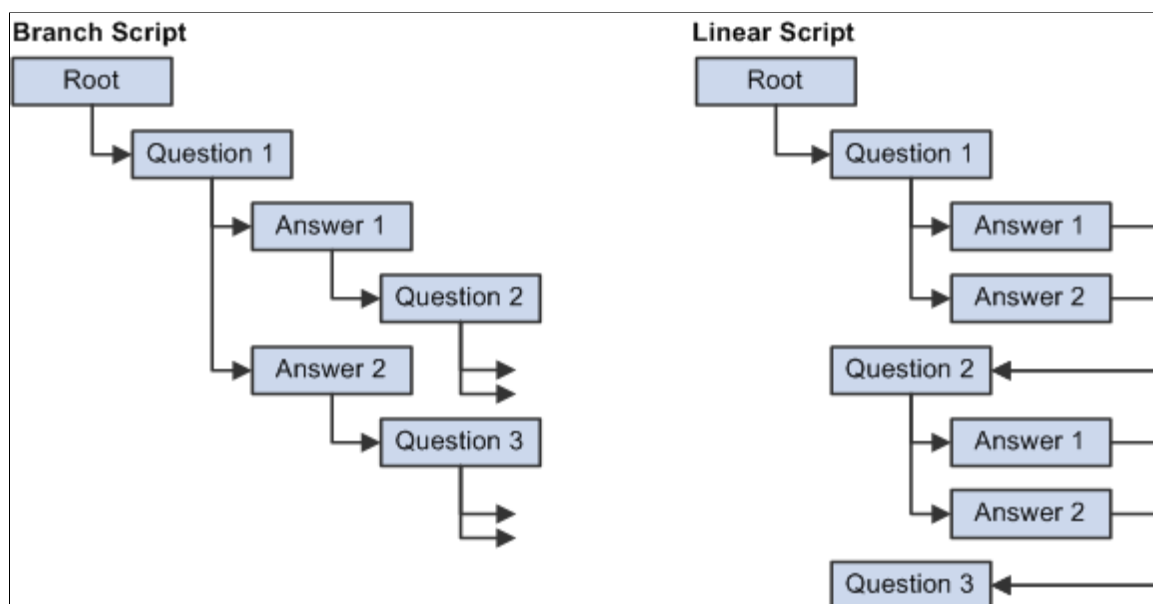 Branch Script
Root
Question 1
Answer 1
Question 2
Answer 2
Question 3
Linear Script
Root
Question 1
Answer 1
Answer 2
Question 2
Answer 1
Answer 2
Question 3